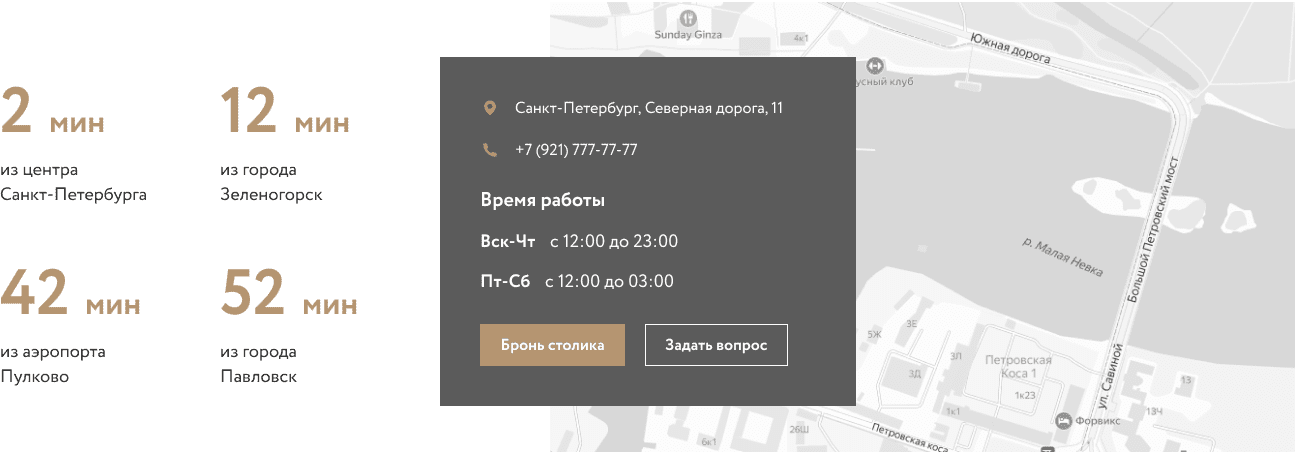 2 мин
из центра
Санкт-Петербурга
12 мин
из города
Зеленогорск
42 мин
из аэропорта
Пулково
52 мин
из города
Павловск
Санкт-Петербург, Северная дорога, 11
+7 (921) 777-77-77
Время работы
Вск-Чт с 12:00 до 23:00
Пт-Сб с 12:00 до 03:00
Бронь столика
Задать вопрос
Sunday Ginza
4к1
Южная дорога
усный клуб
Большой Петровский мост
р. Малая Невка
5Ж
3Е
3Л
3Д
Петровская
Коса 1
1к23
1к1
ул. Савиной
13
13Ч
Форвикс
Петровская коса
26Ш
6к1